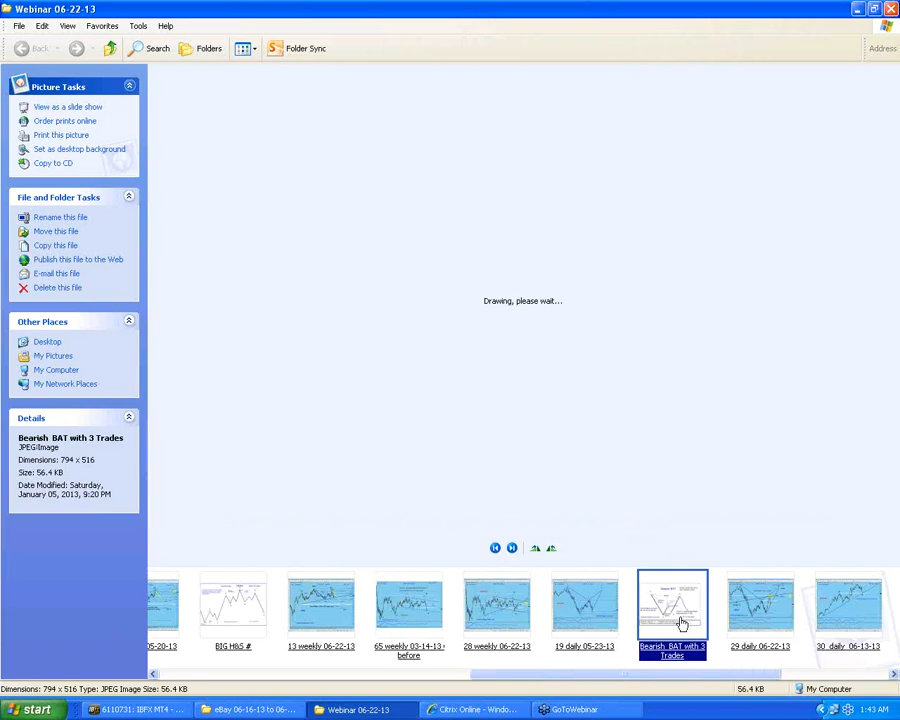 Webinar 06-22-13
File Edit View Favorites Tools Help
Back Search Folders Folder Sync Address
Picture Tasks
View as a slide show
Order prints online
Print this picture
Set as desktop background
Copy to CD
File and Folder Tasks
Rename this file
Move this file
Copy this file
Publish this file to the Web
E-mail this file
Delete this file
Other Places
Desktop
My Pictures
My Computer
My Network Places
Details
Bearish BAT with 3 Trades
JPEG Image
Dimensions: 794 x 516
Size: 56.4 KB
Date Modified: Saturday,
January 05, 2013, 9:20 PM
Drawing, please wait...
05-20-13
BIG H&S #
13 weekly 06-22-13
65 weekly 03-14-13
before
28 weekly 06-22-13
19 daily 05-23-13
Bearish BAT with 3
Trades
29 daily 06-22-13
30 daily 06-13-13
Dimensions: 794 x 516 Type: JPEG Image Size: 56.4 KB 56.4 KB My Computer
start 6110731: IBFX MT4 - ... eBay 06-16-13 to 06-... Webinar 06-22-13 Citrix Online - Windo... GoToWebinar 1:43 AM